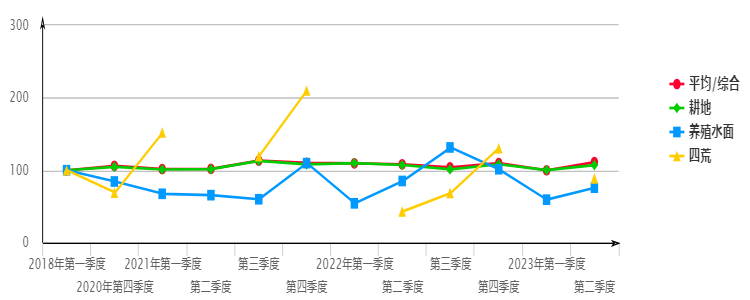 300
200
100
0
2018年第一季度 2021年第一季度 第三季度 2022年第一季度 第三季度 2023年第一季度
2020年第四季度 第二季度 第四季度 第二季度 第四季度 第二季度
平均/综合
耕地
养殖水面
四荒